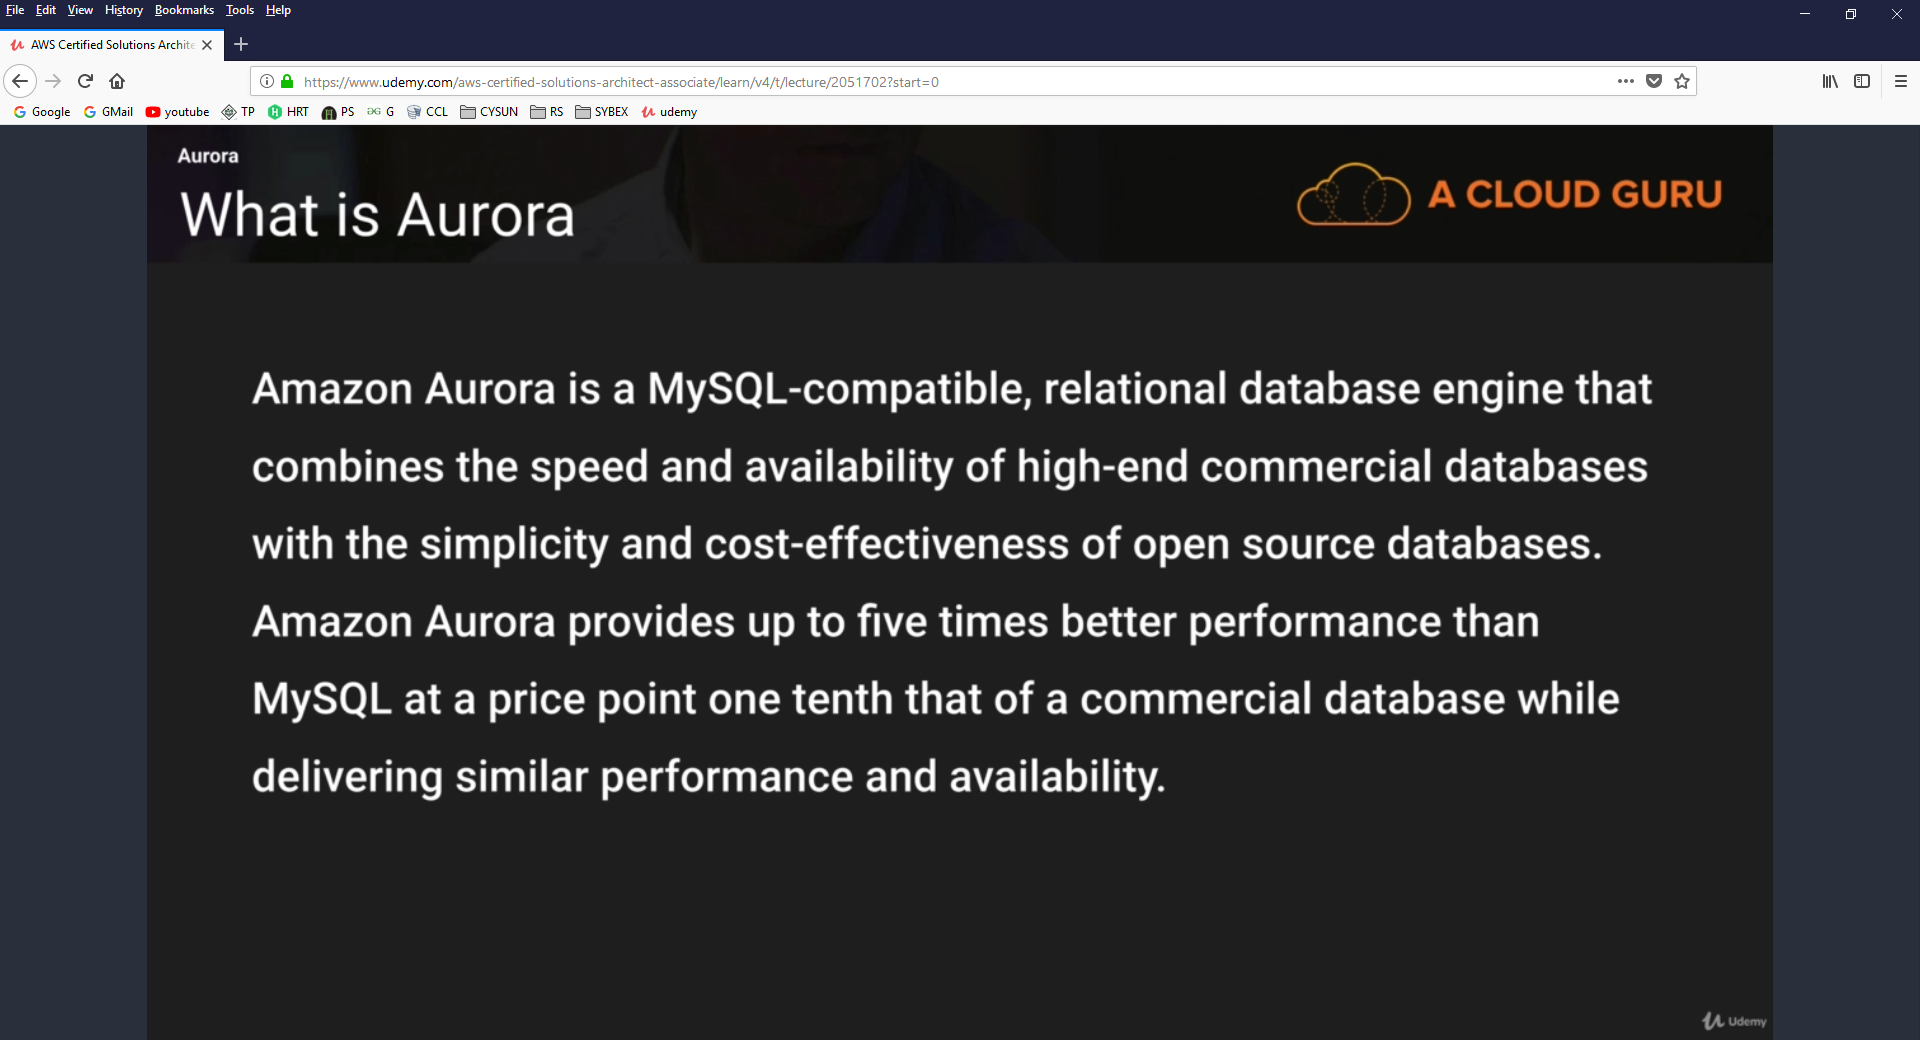 File Edit View History Bookmarks Tools Help
AWS Certified Solutions Archite
https://www.udemy.com/aws-certified-solutions-architect-associate/learn/v4/t/lecture/2051702?start=0
Google GMail youtube TP HRT PS G CCL CYSUN RS SYBEX udemy
Aurora
What is Aurora
A CLOUD GURU
Amazon Aurora is a MySQL-compatible, relational database engine that
combines the speed and availability of high-end commercial databases
with the simplicity and cost-effectiveness of open source databases.
Amazon Aurora provides up to five times better performance than
MySQL at a price point one tenth that of a commercial database while
delivering similar performance and availability.
Udemy